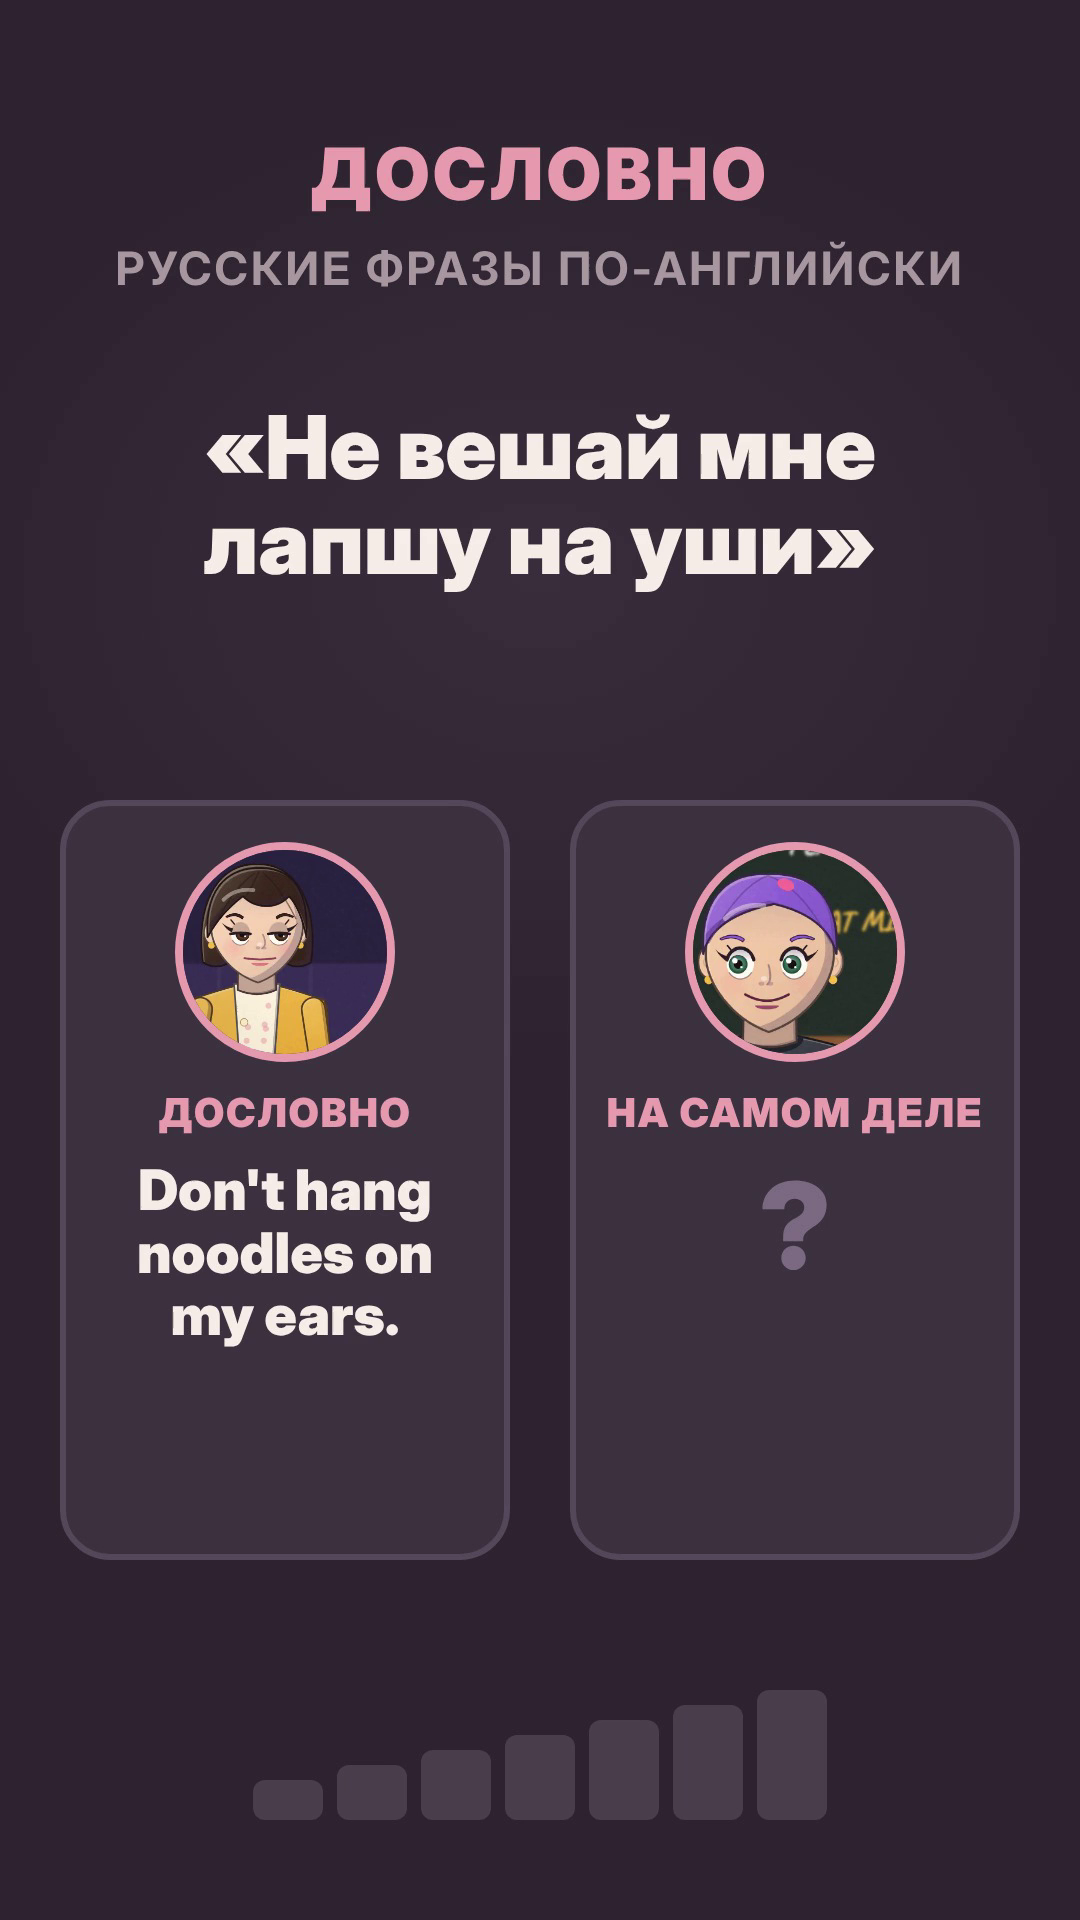 ДОСЛОВНО
РУССКИЕ ФРАЗЫ ПО-АНГЛИЙСКИ
«Не вешай мне
лапшу на уши»
ДОСЛОВНО
Don't hang
noodles on
my ears.
AT
НА САМОМ ДЕЛЕ
?